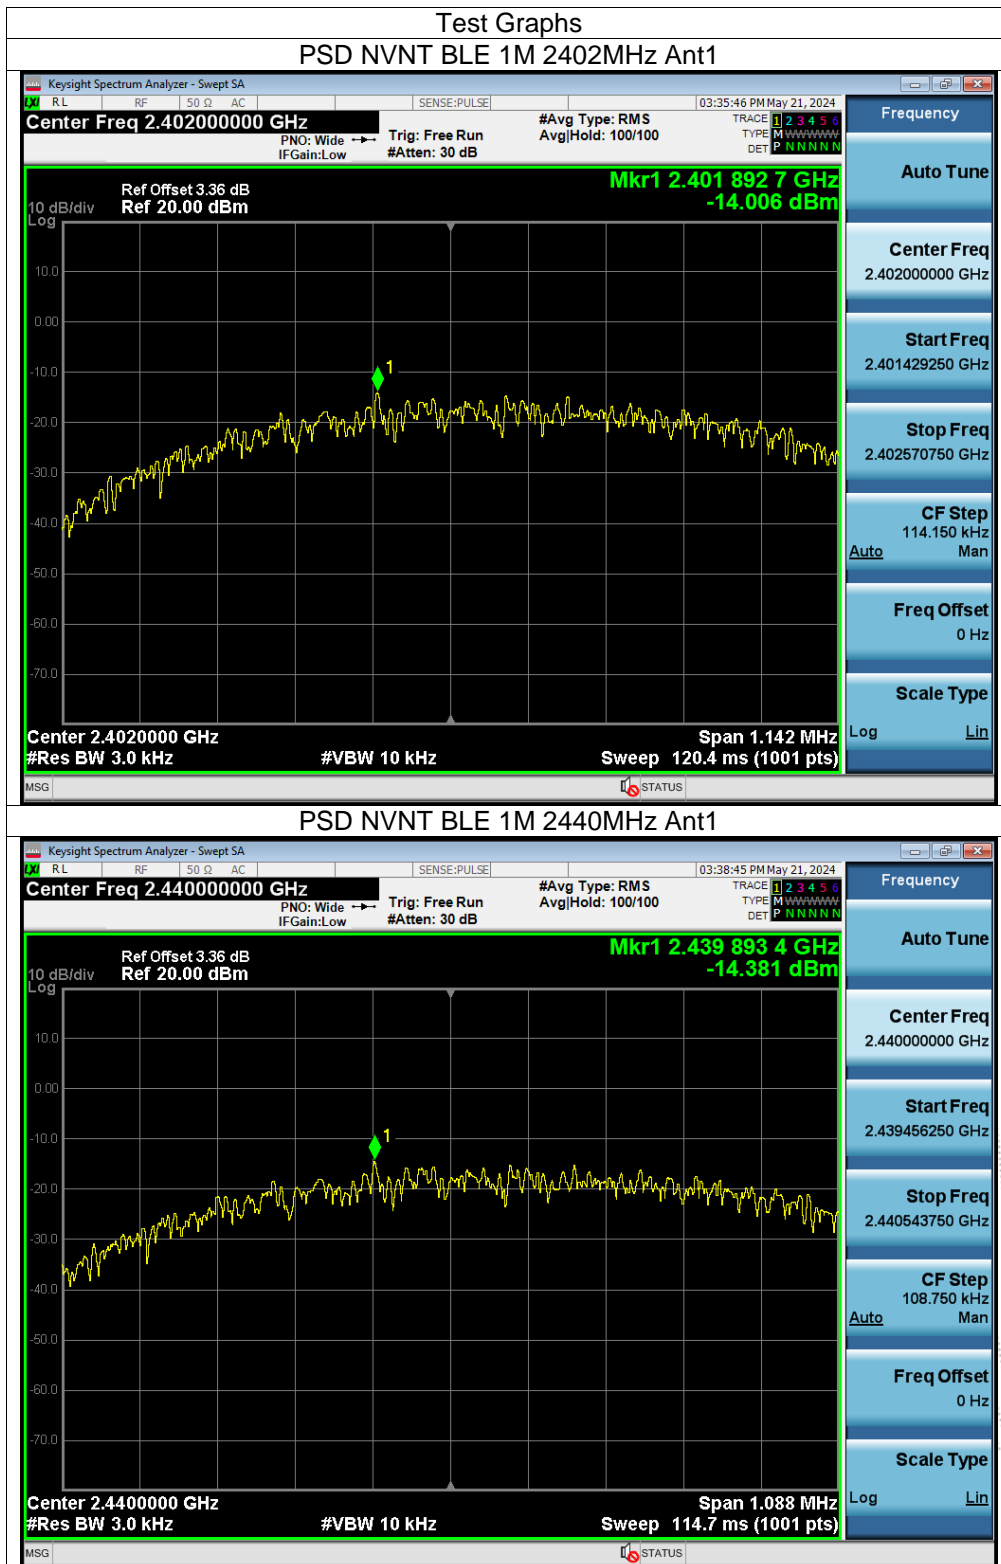 Test Graphs
PSD NVNT BLE 1M 2402MHz Ant1
Keysight Spectrum Analyzer - Swept SA
LXI RL RF 50 Ω AC SENSE:PULSE 03:35:46 PM May 21, 2024
Center Freq 2.402000000 GHz #Avg Type: RMS TRACE 1 2 3 4 5 6
PNO: Wide Trig: Free Run Avg|Hold: 100/100 TYPE M WWWWW
IFGain:Low #Atten: 30 dB DET P N N N N N
Mkr1 2.401 892 7 GHz
-14.006 dBm
Ref Offset 3.36 dB
10 dB/div Ref 20.00 dBm
Log
10.0
0.00
-10.0
1
-20.0
-30.0
-40.0
-50.0
-60.0
-70.0
Center 2.4020000 GHz Span 1.142 MHz
#Res BW 3.0 kHz #VBW 10 kHz Sweep 120.4 ms (1001 pts)
MSG STATUS
Frequency
Auto Tune
Center Freq
2.402000000 GHz
Start Freq
2.401429250 GHz
Stop Freq
2.402570750 GHz
CF Step
114.150 kHz
Auto Man
Freq Offset
0 Hz
Scale Type
Log Lin
PSD NVNT BLE 1M 2440MHz Ant1
Keysight Spectrum Analyzer - Swept SA
LXI RL RF 50 Ω AC SENSE:PULSE 03:38:45 PM May 21, 2024
Center Freq 2.440000000 GHz #Avg Type: RMS TRACE 1 2 3 4 5 6
PNO: Wide Trig: Free Run Avg|Hold: 100/100 TYPE M WWWWW
IFGain:Low #Atten: 30 dB DET P N N N N N
Mkr1 2.439 893 4 GHz
-14.381 dBm
Ref Offset 3.36 dB
10 dB/div Ref 20.00 dBm
Log
10.0
0.00
-10.0
1
-20.0
-30.0
-40.0
-50.0
-60.0
-70.0
Center 2.4400000 GHz Span 1.088 MHz
#Res BW 3.0 kHz #VBW 10 kHz Sweep 114.7 ms (1001 pts)
MSG STATUS
Frequency
Auto Tune
Center Freq
2.440000000 GHz
Start Freq
2.439456250 GHz
Stop Freq
2.440543750 GHz
CF Step
108.750 kHz
Auto Man
Freq Offset
0 Hz
Scale Type
Log Lin